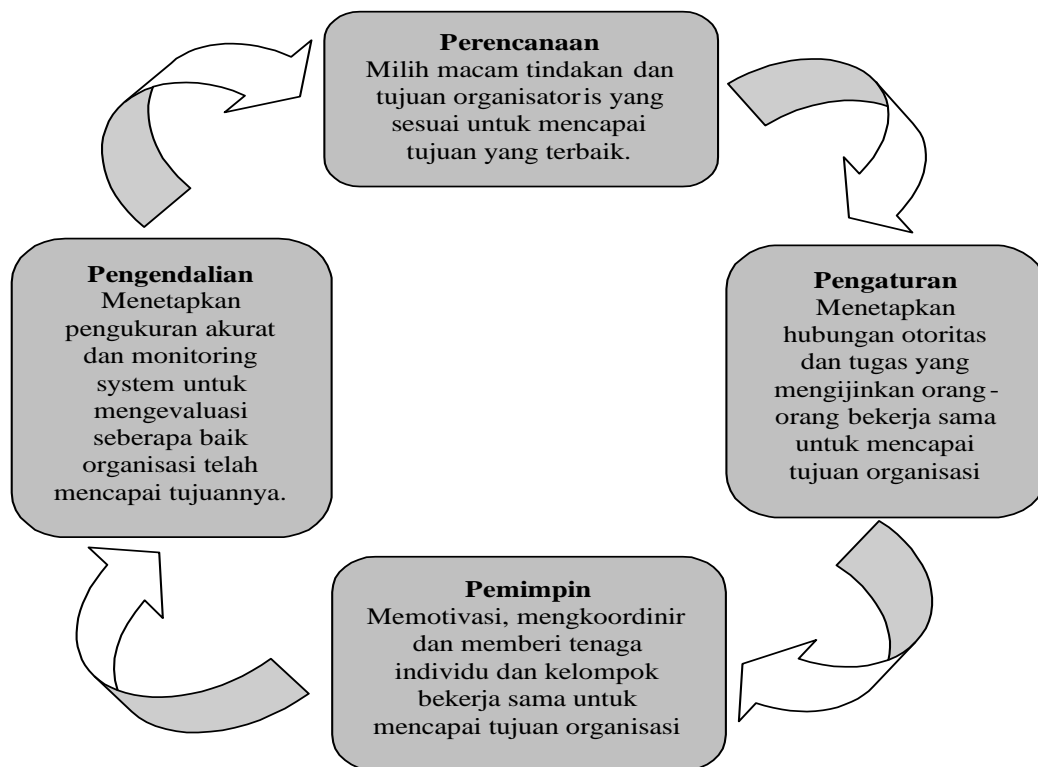 Perencanaan
Milih macam tindakan dan
tujuan organisatoris yang
sesuai untuk mencapai
tujuan yang terbaik.
Pengaturan
Menetapkan
hubungan otoritas
dan tugas yang
mengijinkan orang-
orang bekerja sama
untuk mencapai
tujuan organisasi
Pemimpin
Memotivasi, mengkoordinir
dan memberi tenaga
individu dan kelompok
bekerja sama untuk
mencapai tujuan organisasi
Pengendalian
Menetapkan
pengukuran akurat
dan monitoring
system untuk
mengevaluasi
seberapa baik
organisasi telah
mencapai tujuannya.